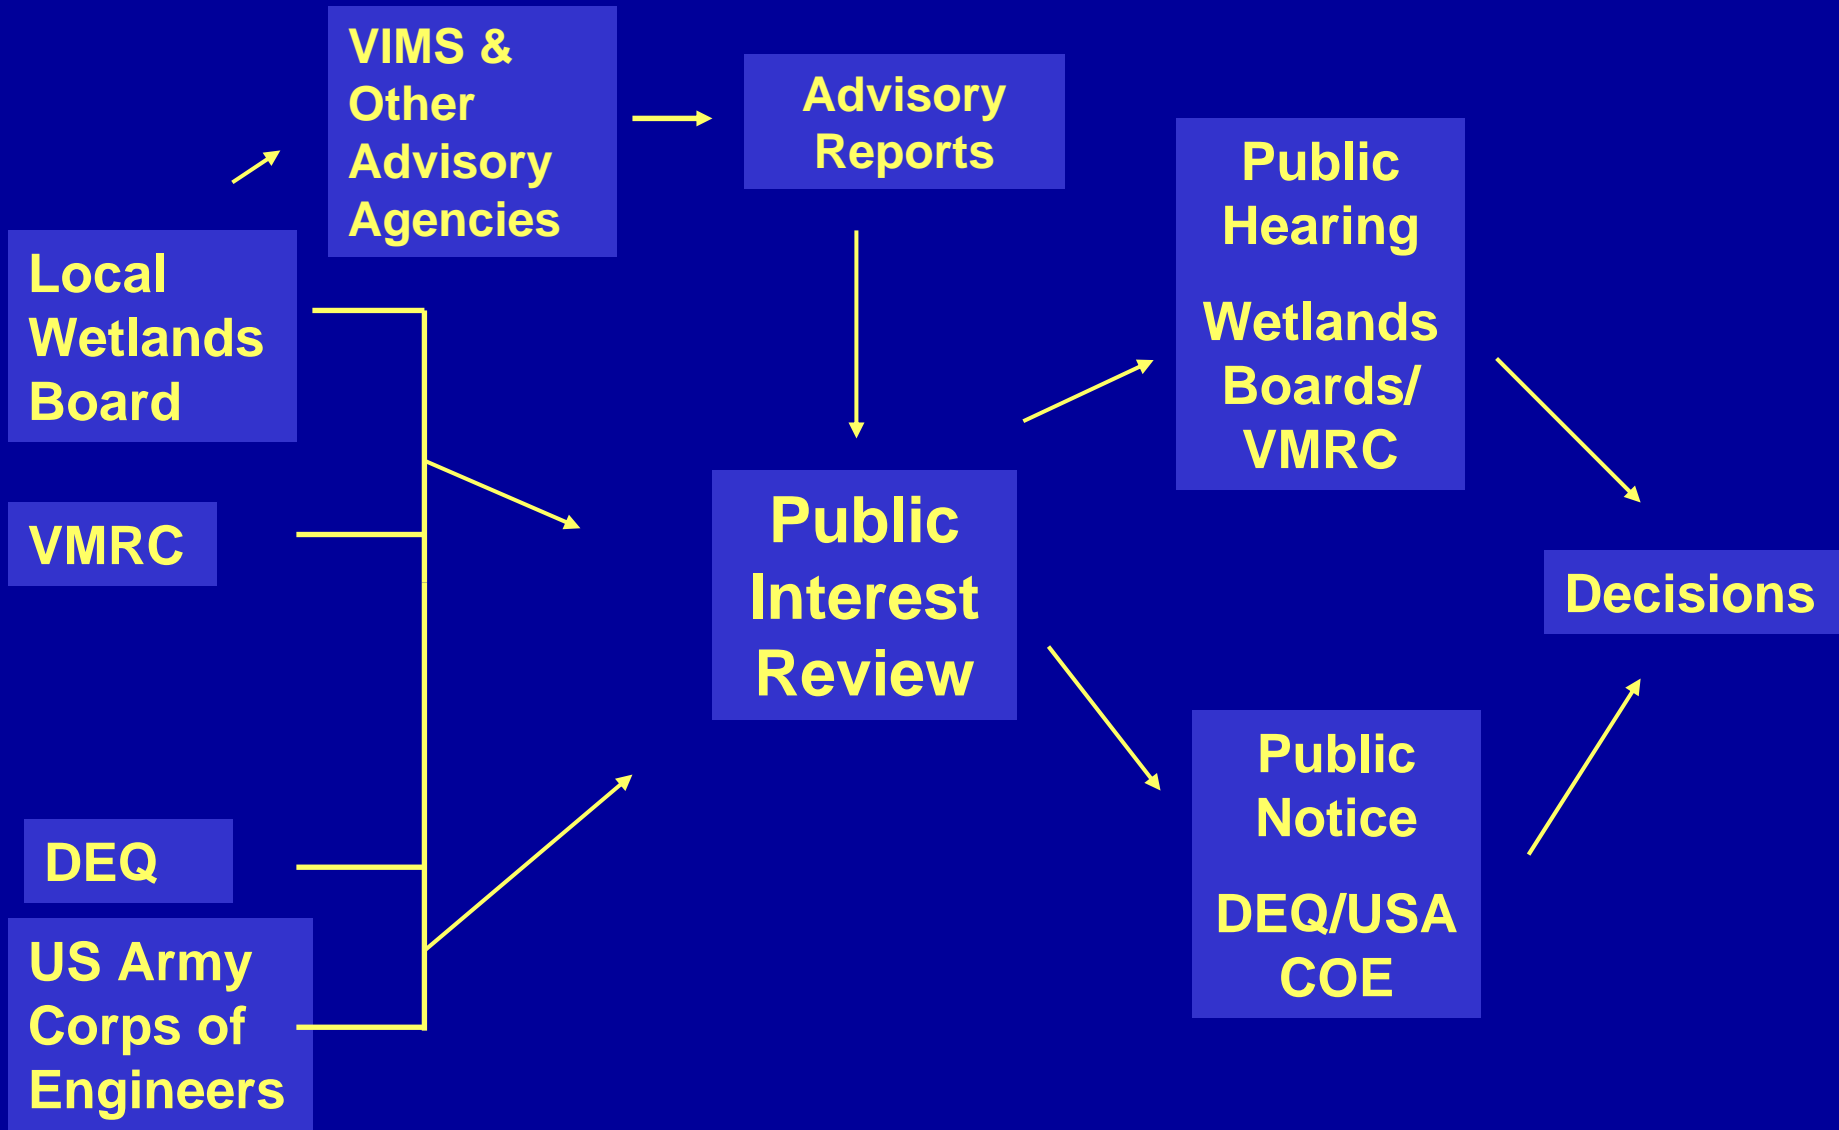 VIMS &
Other
Advisory
Agencies
Advisory
Reports
Public
Hearing
Wetlands
Boards/
VMRC
Local
Wetlands
Board
VMRC
Public
Interest
Review
Decisions
DEQ
US Army
Corps of
Engineers
Public
Notice
DEQ/USA
COE